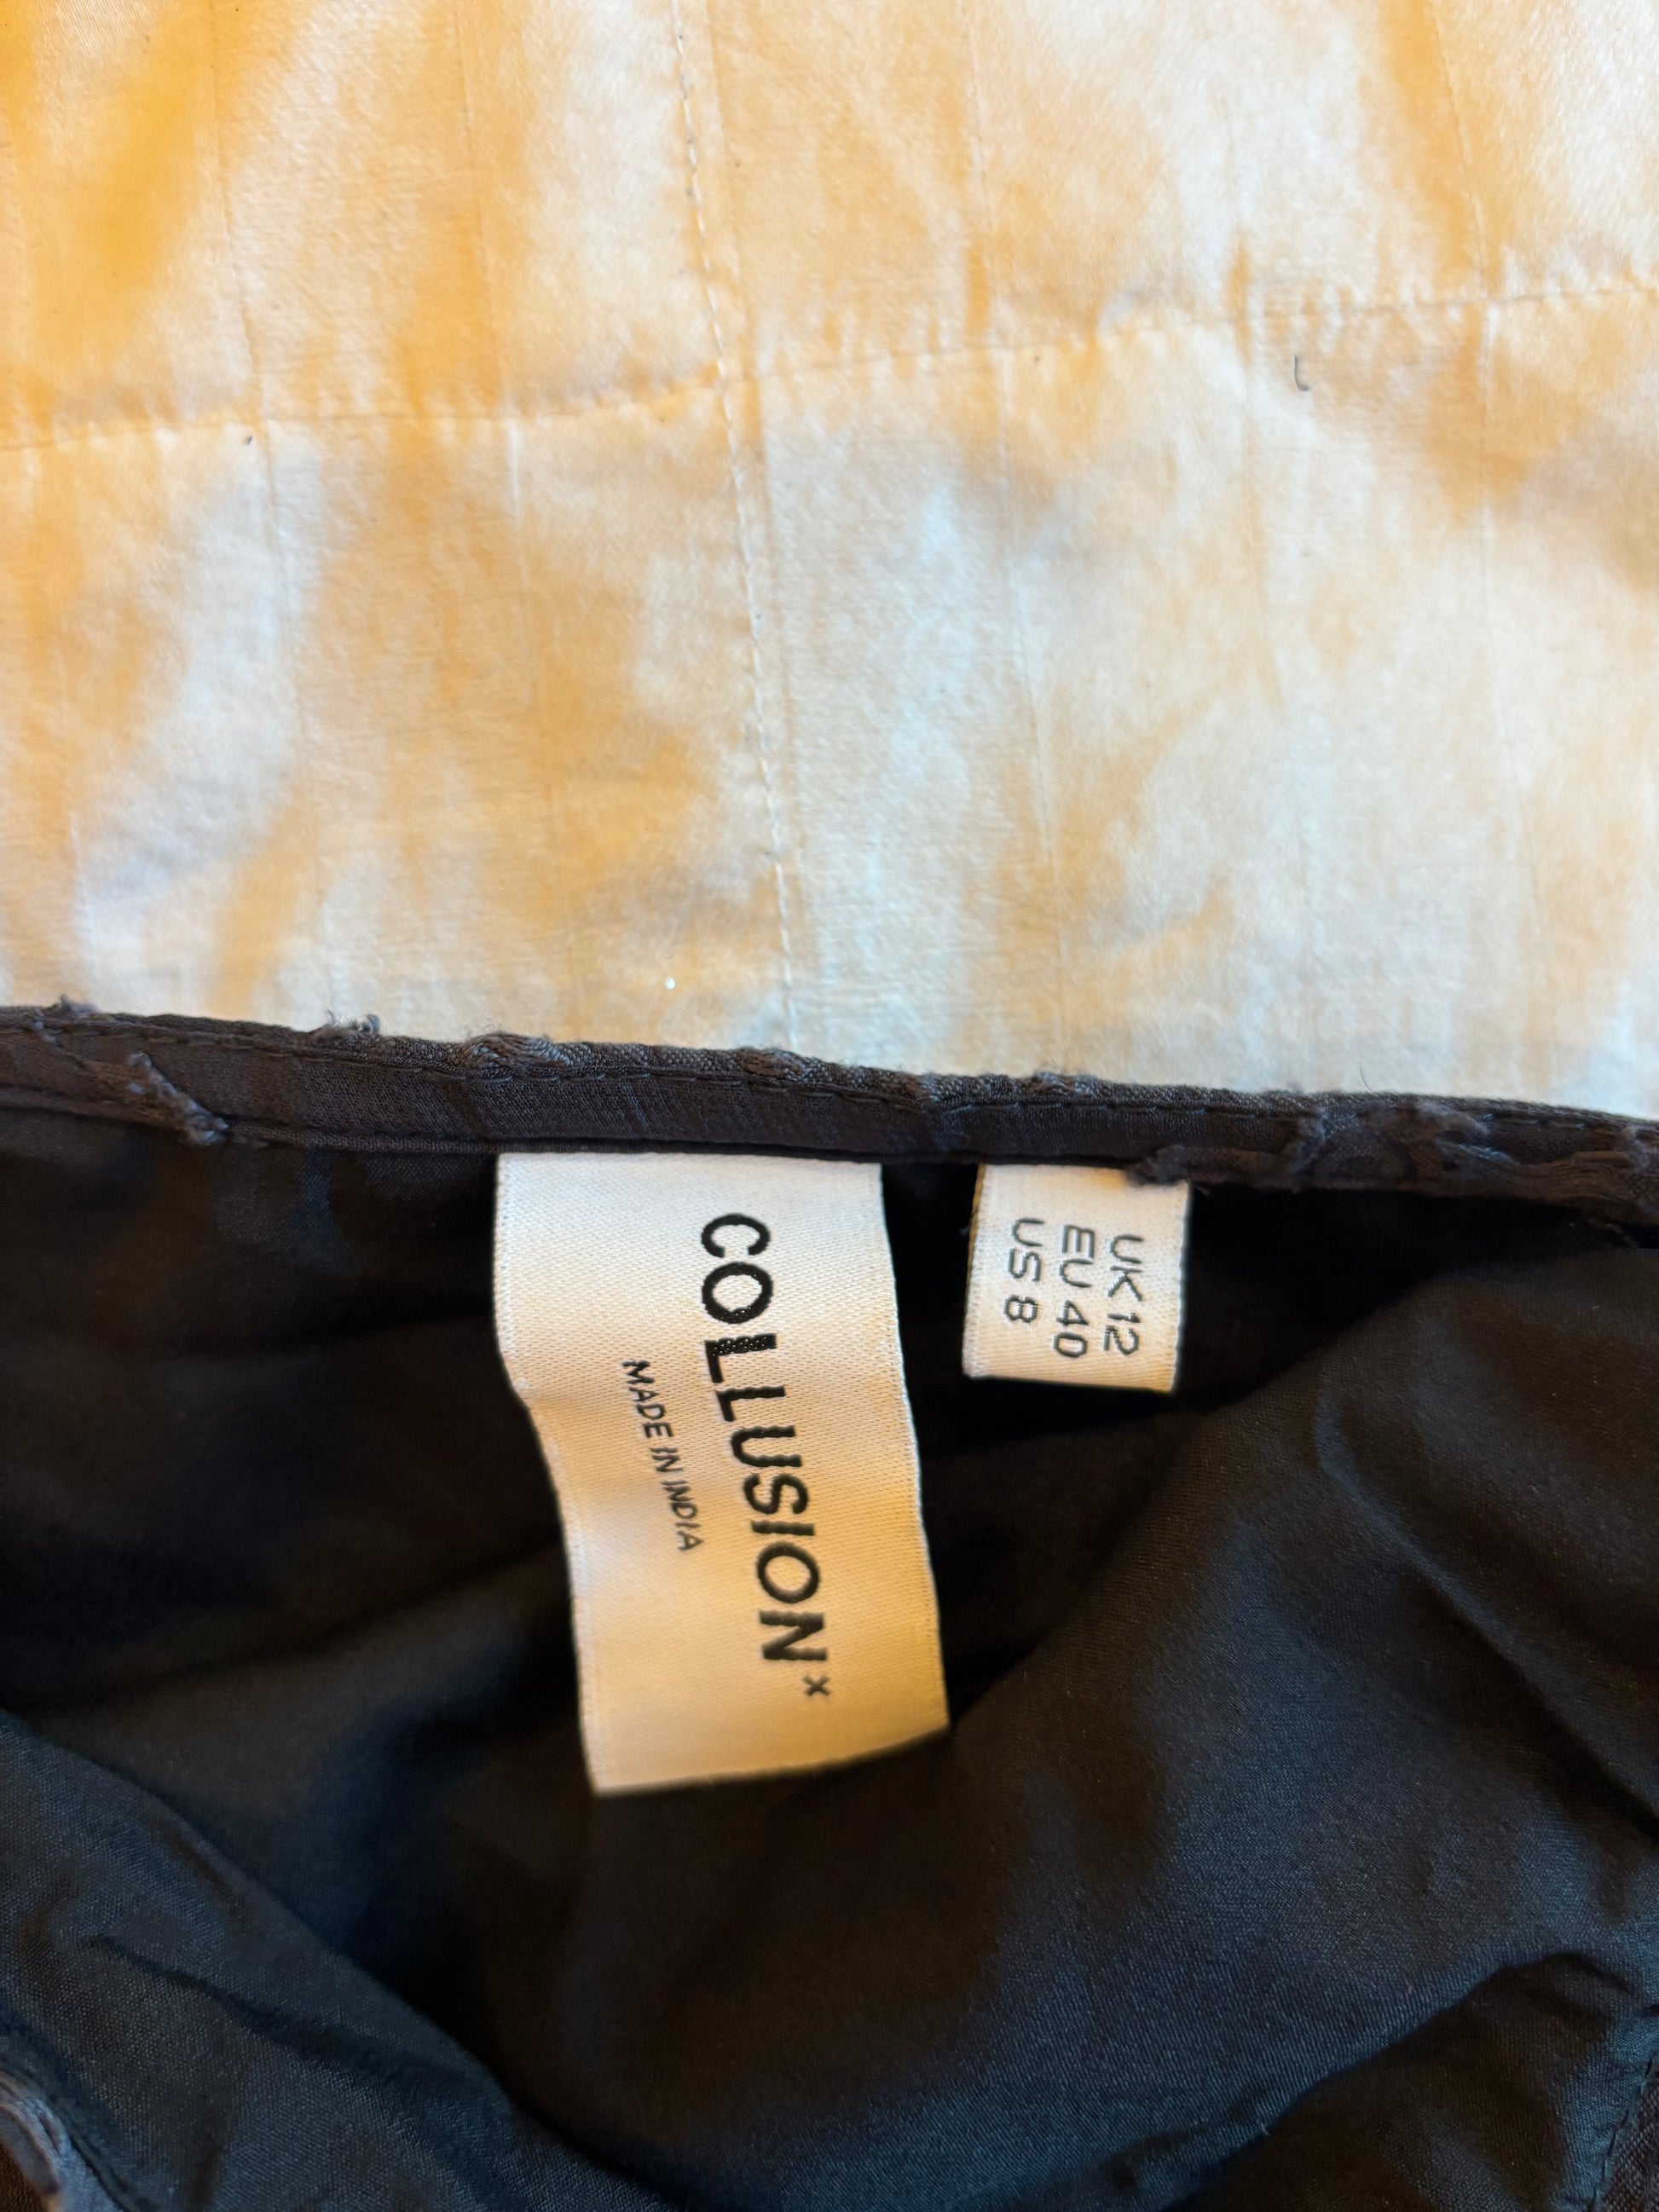 COLLUSION x
MADE IN INDIA
UK 12
EU 40
US 8